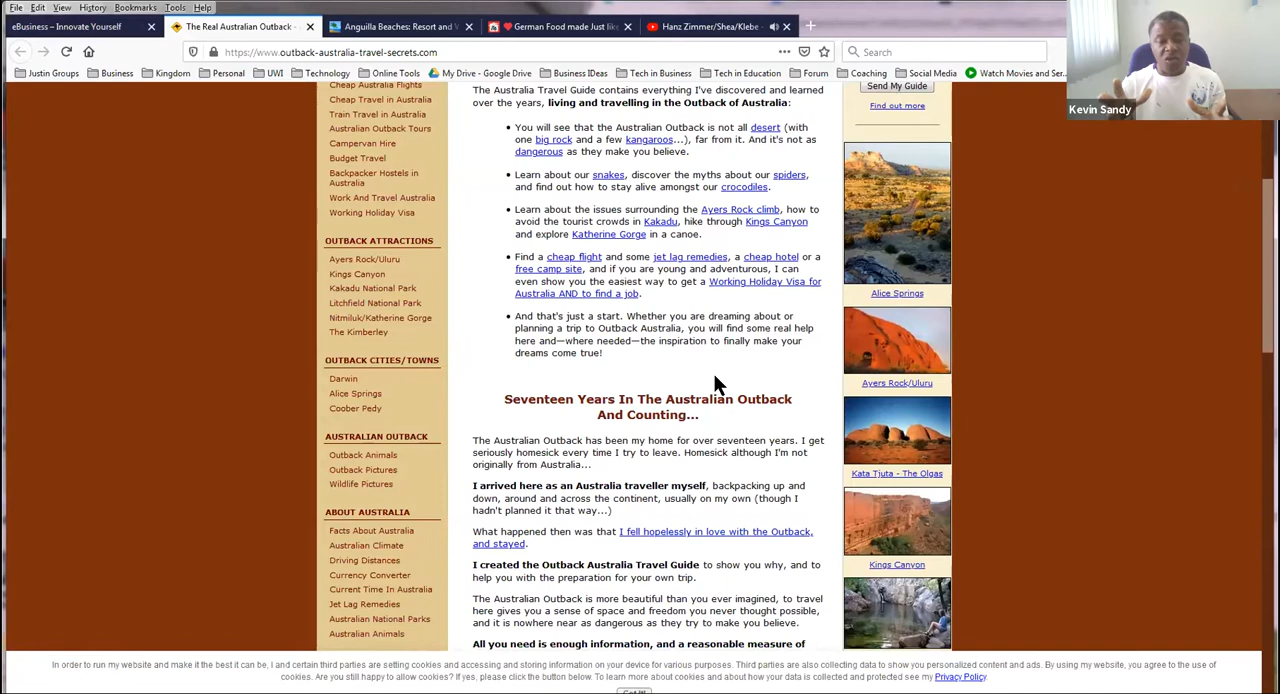 File Edit View History Bookmarks Tools Help
eBusiness – Innovate Yourself
The Real Australian Outback -
Anguilla Beaches: Resort and V
German Food made Just lik
Hanz Zimmer/Shea/Klebe -
https://www.outback-australia-travel-secrets.com
Search
Justin Groups Business Kingdom Personal UWI Technology Online Tools My Drive - Google Drive Business IDeas Tech in Business Tech in Education Forum Coaching Social Media Watch Movies and Ser...
Kevin Sandy
Cheap Australia Flights
Cheap Travel in Australia
Train Travel in Australia
Australian Outback Tours
Campervan Hire
Budget Travel
Backpacker Hostels in
Australia
Work And Travel Australia
Working Holiday Visa
OUTBACK ATTRACTIONS
Ayers Rock/Uluru
Kings Canyon
Kakadu National Park
Litchfield National Park
Nitmiluk/Katherine Gorge
The Kimberley
OUTBACK CITIES/TOWNS
Darwin
Alice Springs
Coober Pedy
AUSTRALIAN OUTBACK
Outback Animals
Outback Pictures
Wildlife Pictures
ABOUT AUSTRALIA
Facts About Australia
Australian Climate
Driving Distances
Currency Converter
Current Time In Australia
Jet Lag Remedies
Australian National Parks
Australian Animals
The Australia Travel Guide contains everything I've discovered and learned
over the years, living and travelling in the Outback of Australia:
• You will see that the Australian Outback is not all desert (with
one big rock and a few kangaroos...), far from it. And it's not as
dangerous as they make you believe.
• Learn about our snakes, discover the myths about our spiders,
and find out how to stay alive amongst our crocodiles.
• Learn about the issues surrounding the Ayers Rock climb, how to
avoid the tourist crowds in Kakadu, hike through Kings Canyon
and explore Katherine Gorge in a canoe.
• Find a cheap flight and some jet lag remedies, a cheap hotel or a
free camp site, and if you are young and adventurous, I can
even show you the easiest way to get a Working Holiday Visa for
Australia AND to find a job.
• And that's just a start. Whether you are dreaming about or
planning a trip to Outback Australia, you will find some real help
here and—where needed—the inspiration to finally make your
dreams come true!
Seventeen Years In The Australian Outback
And Counting...
The Australian Outback has been my home for over seventeen years. I get
seriously homesick every time I try to leave. Homesick although I'm not
originally from Australia...
I arrived here as an Australia traveller myself, backpacking up and
down, around and across the continent, usually on my own (though I
hadn't planned it that way...)
What happened then was that I fell hopelessly in love with the Outback,
and stayed.
I created the Outback Australia Travel Guide to show you why, and to
help you with the preparation for your own trip.
The Australian Outback is more beautiful than you ever imagined, to travel
here gives you a sense of space and freedom you never thought possible,
and it is nowhere near as dangerous as they try to make you believe.
All you need is enough information, and a reasonable measure of
Send My Guide
Find out more
Alice Springs
Ayers Rock/Uluru
Kata Tjuta - The Olgas
Kings Canyon
In order to run my website and make it the best it can be, I and certain third parties are setting cookies and accessing and storing information on your device for various purposes. Third parties are also collecting data to show you personalized content and ads. By using my website, you agree to the use of
cookies. Are you still happy to allow cookies? If yes, please click the button below. To learn more about cookies and about how your data is collected and protected see my Privacy Policy.
Got it!